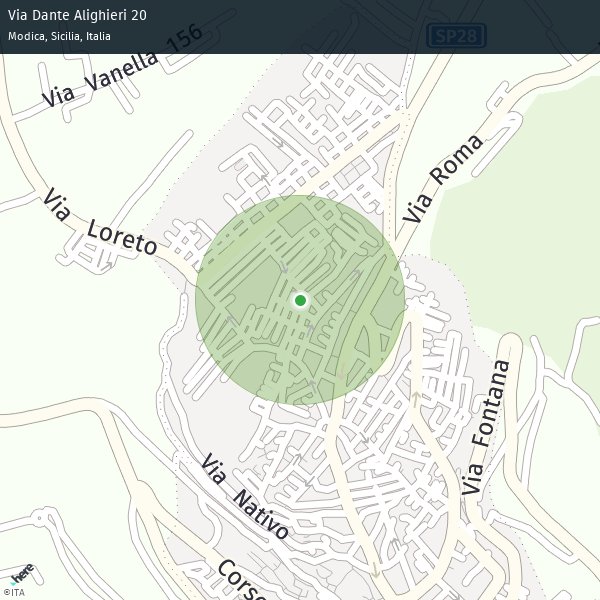 Via Dante Alighieri 20
Modica, Sicilia, Italia
SP28
Via Vanella 156
Via Roma
Via Loreto
Via Fontana
Via Nativo
Corso
here
©ITA